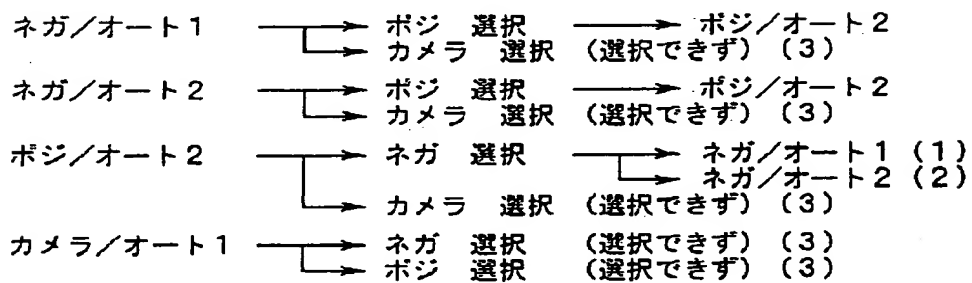 ネガ／オート1 ポジ 選択 ポジ／オート2
カメラ 選択 （選択できず）（3）
ネガ／オート2 ポジ 選択 ポジ／オート2
カメラ 選択 （選択できず）（3）
ポジ／オート2 ネガ 選択 ネガ／オート1（1）
ネガ／オート2（2）
カメラ 選択 （選択できず）（3）
カメラ／オート1 ネガ 選択 （選択できず）（3）
ポジ 選択 （選択できず）（3）